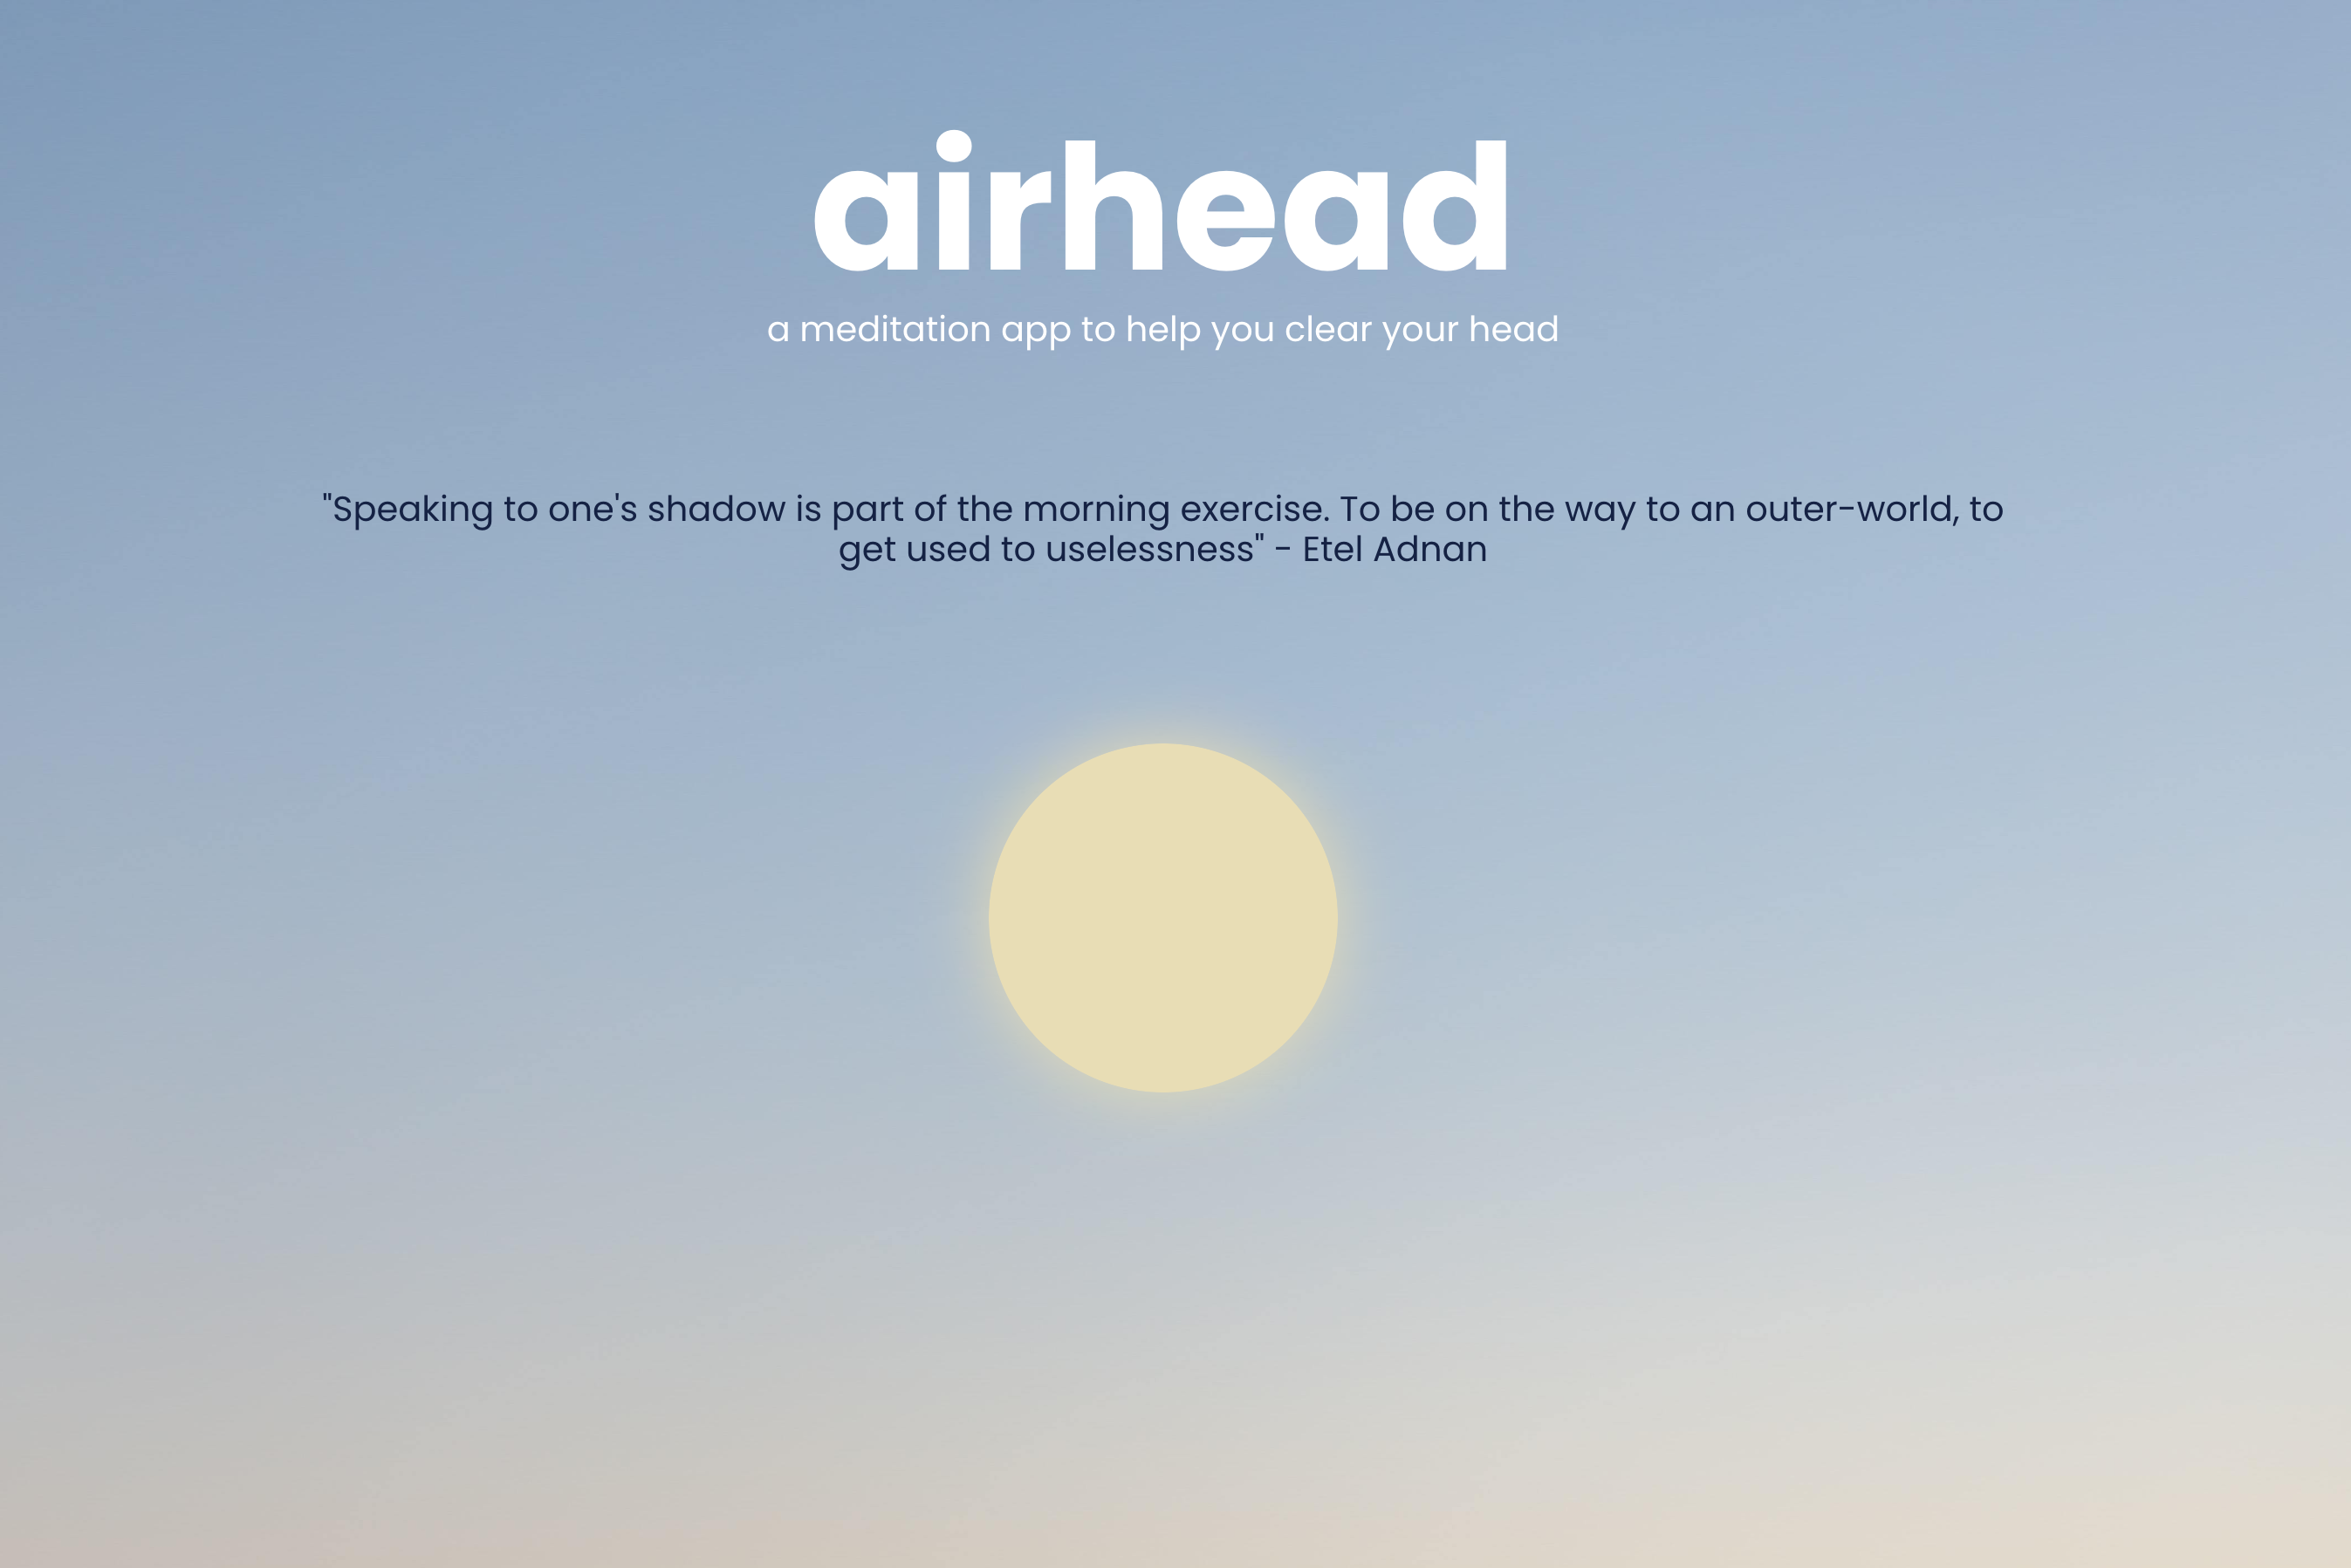 airhead
a meditation app to help you clear your head
"Speaking to one's shadow is part of the morning exercise. To be on the way to an outer-world, to
get used to uselessness" - Etel Adnan